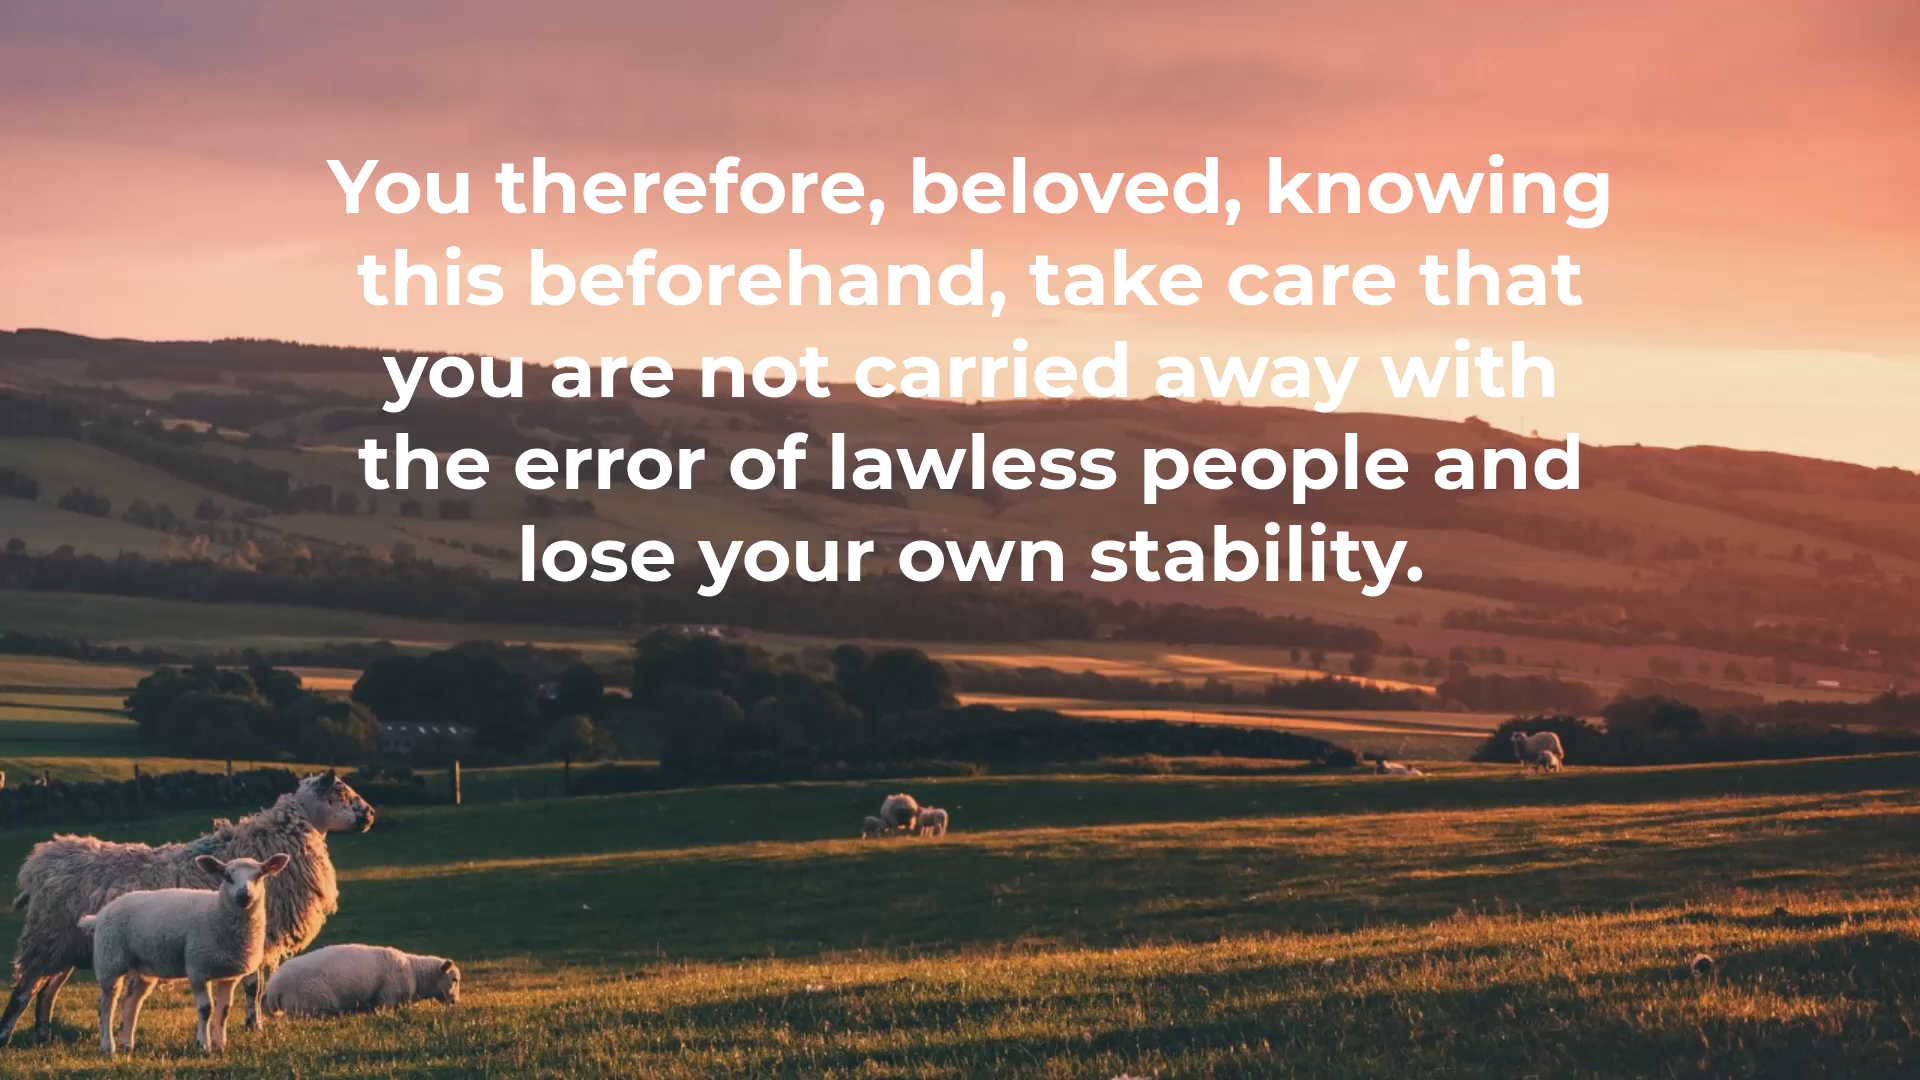 You therefore, beloved, knowing
this beforehand, take care that
you are not carried away with
the error of lawless people and
lose your own stability.